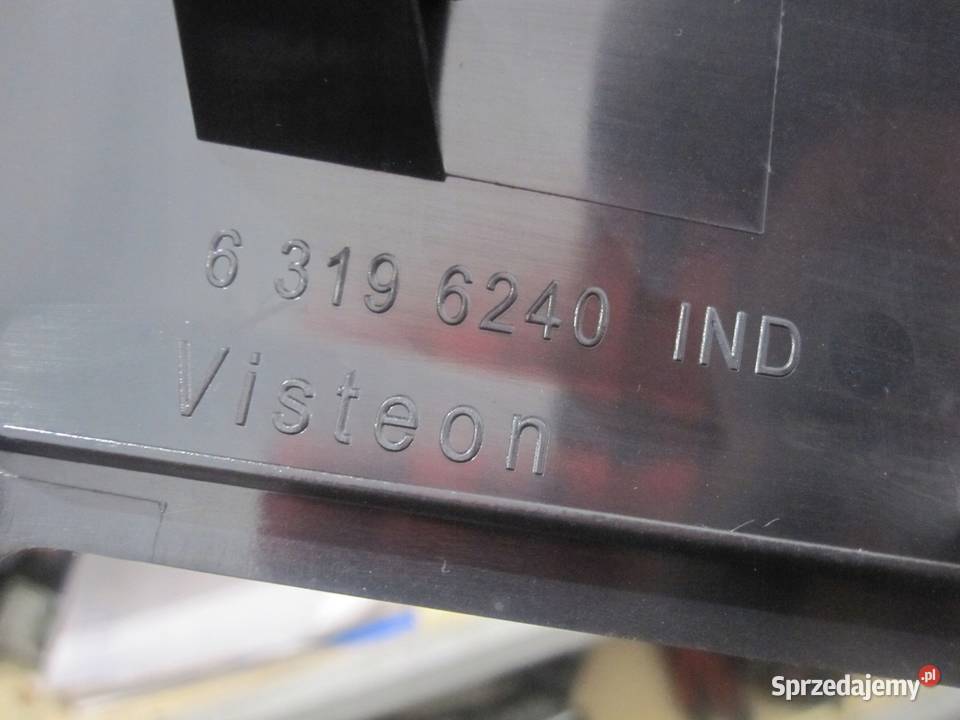 6 319 6240 IND
Visteon
Sprzedajemy.pl